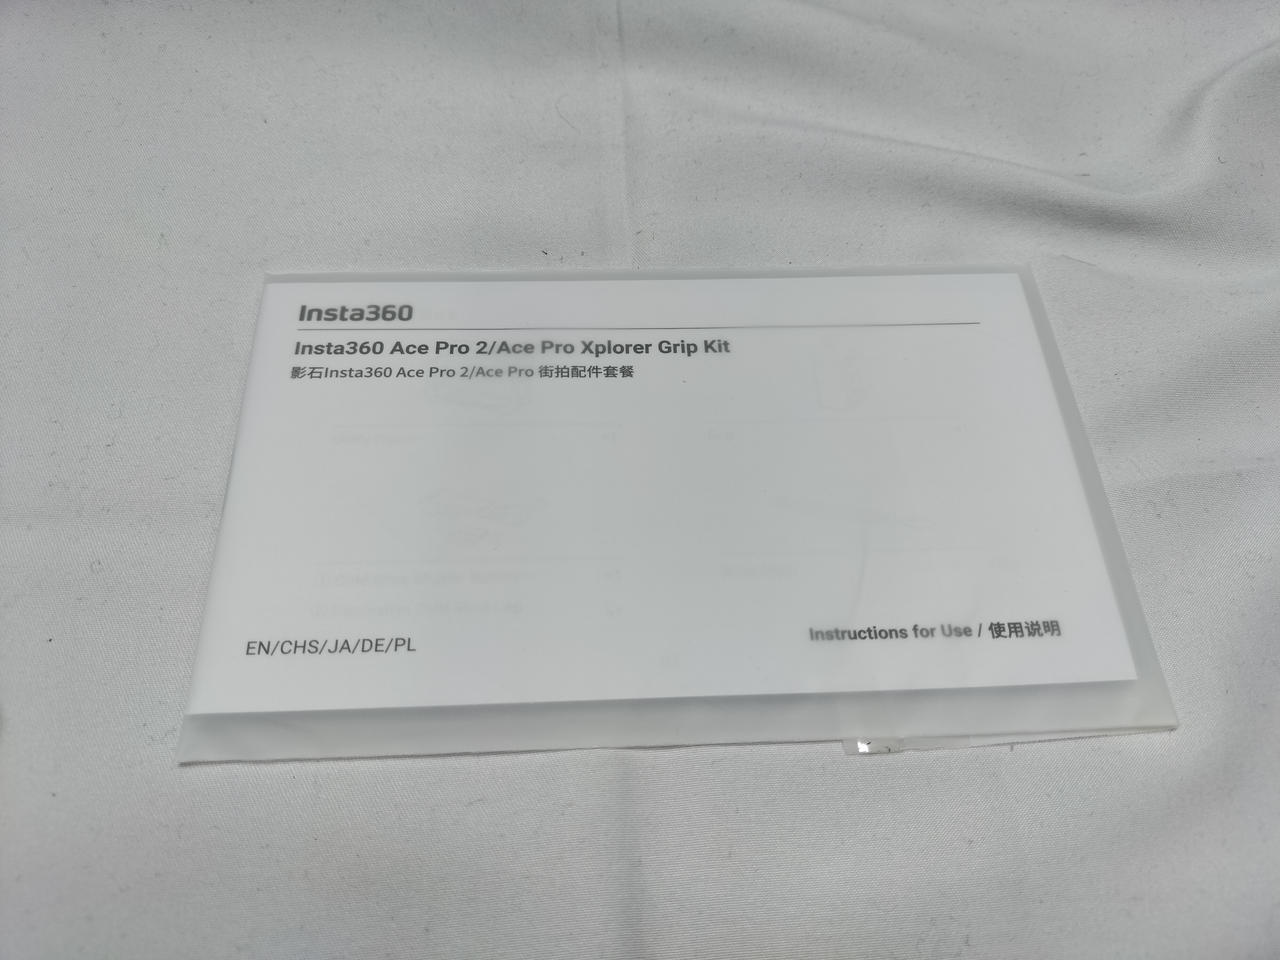 Insta360
Insta360 Ace Pro 2/Ace Pro Xplorer Grip Kit
影石Insta360 Ace Pro 2/Ace Pro 街拍配件套餐
EN/CHS/JA/DE/PL
Instructions for Use / 使用说明